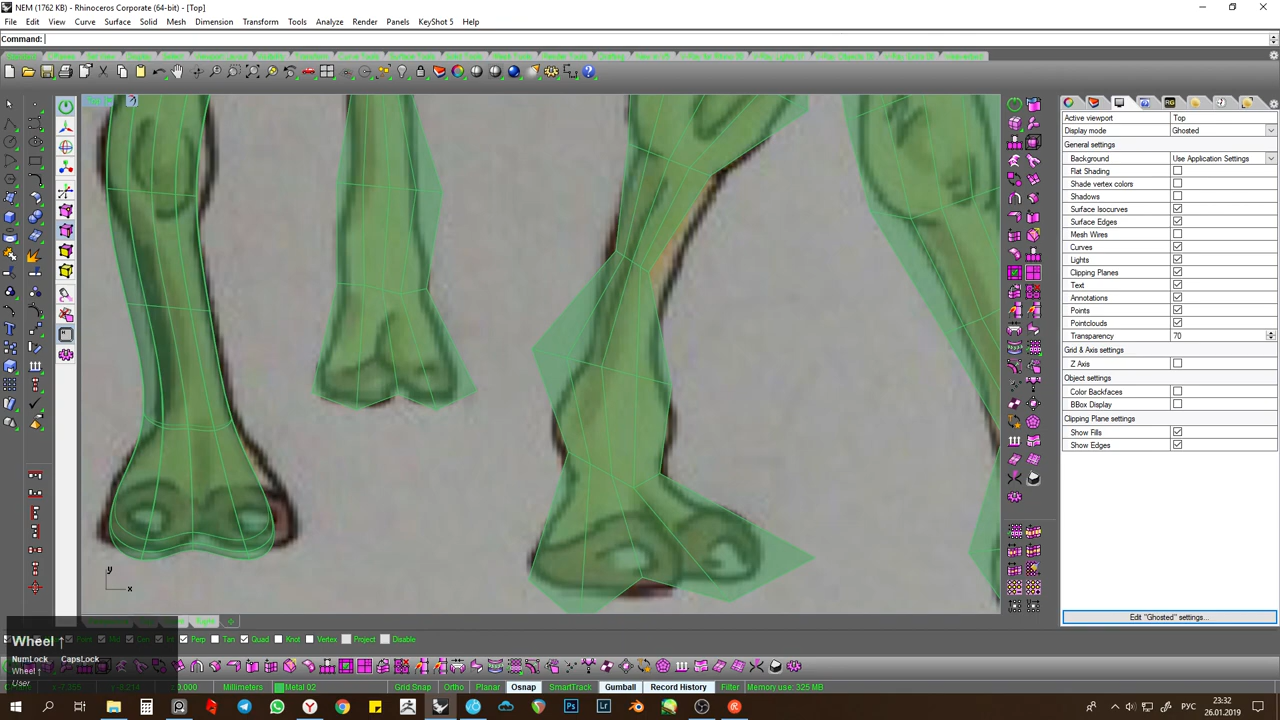 NEM (1762 KB) - Rhinoceros Corporate (64-bit) - [Top]
File Edit View Curve Surface Solid Mesh Dimension Transform Tools Analyze Render Panels KeyShot 5 Help
Command:
Active viewport Top
Display mode Ghosted
General settings
Background Use Application Settings
Flat Shading
Shade vertex colors
Shadows
Surface Isocurves
Surface Edges
Mesh Wires
Curves
Lights
Clipping Planes
Text
Annotations
Points
Pointclouds
Transparency 70
Grid & Axis settings
Z Axis
Object settings
Color Backfaces
BBox Display
Clipping Plane settings
Show Fills
Show Edges
Edit "Ghosted" settings...
y
x
Right
Wheel ↑
Perp Tan Quad Knot Vertex Project Disable
NumLock CapsLock
Wheel ↑
User
Millimeters Metal 02 Grid Snap Ortho Planar Osnap SmartTrack Gumball Record History Filter Memory use: 325 MB
РУС
23:32
26.01.2019